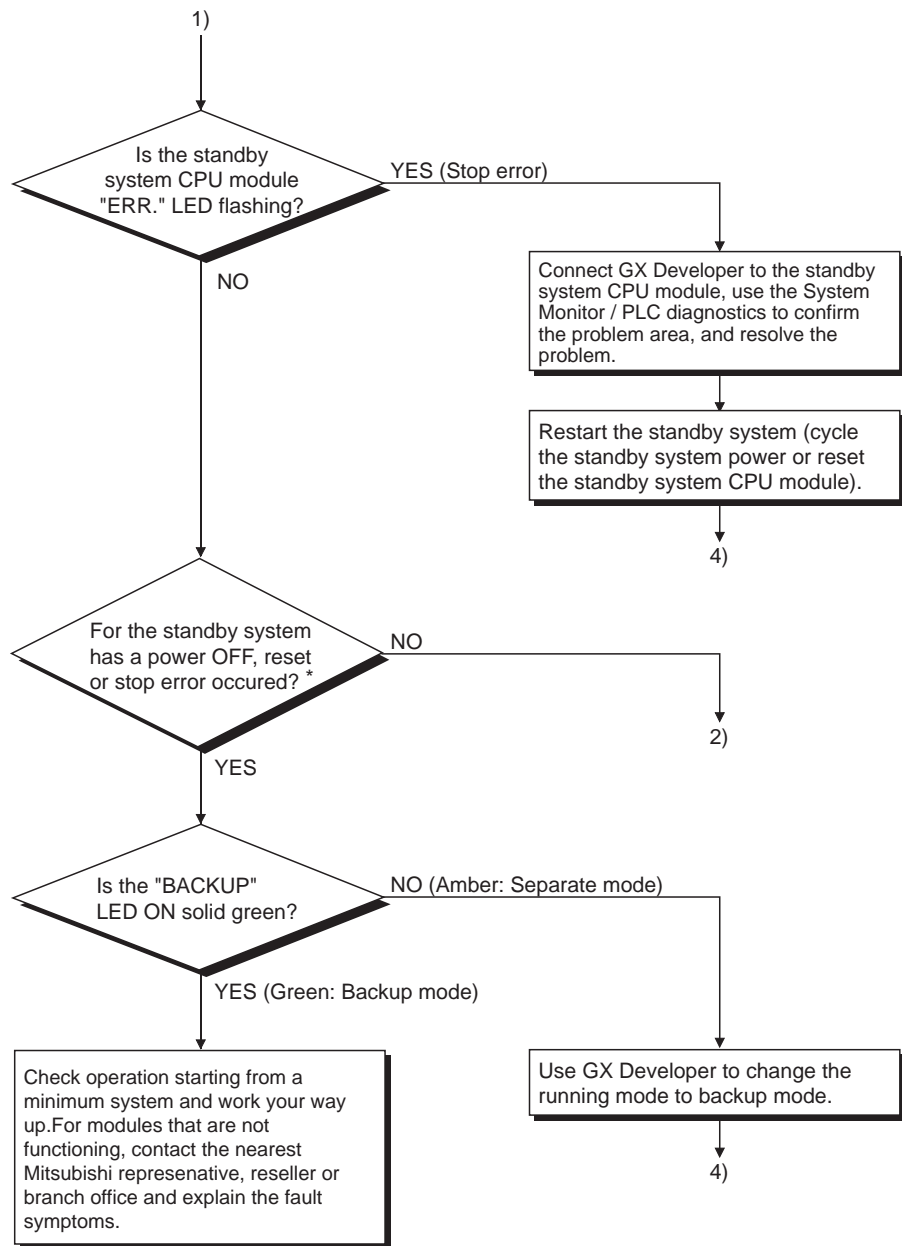 1)
Is the standby
system CPU module
"ERR." LED flashing?
YES (Stop error)
NO
Connect GX Developer to the standby
system CPU module, use the System
Monitor / PLC diagnostics to confirm
the problem area, and resolve the
problem.
Restart the standby system (cycle
the standby system power or reset
the standby system CPU module).
4)
For the standby system
has a power OFF, reset
or stop error occured? *
NO
2)
YES
Is the "BACKUP"
LED ON solid green?
NO (Amber: Separate mode)
YES (Green: Backup mode)
Check operation starting from a
minimum system and work your way
up.For modules that are not
functioning, contact the nearest
Mitsubishi represenative, reseller or
branch office and explain the fault
symptoms.
Use GX Developer to change the
running mode to backup mode.
4)